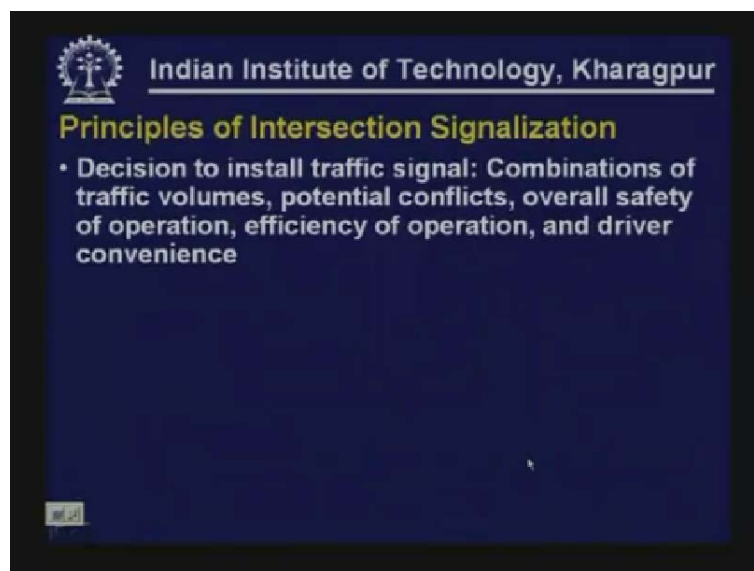 Indian Institute of Technology, Kharagpur
Principles of Intersection Signalization
• Decision to install traffic signal: Combinations of
traffic volumes, potential conflicts, overall safety
of operation, efficiency of operation, and driver
convenience